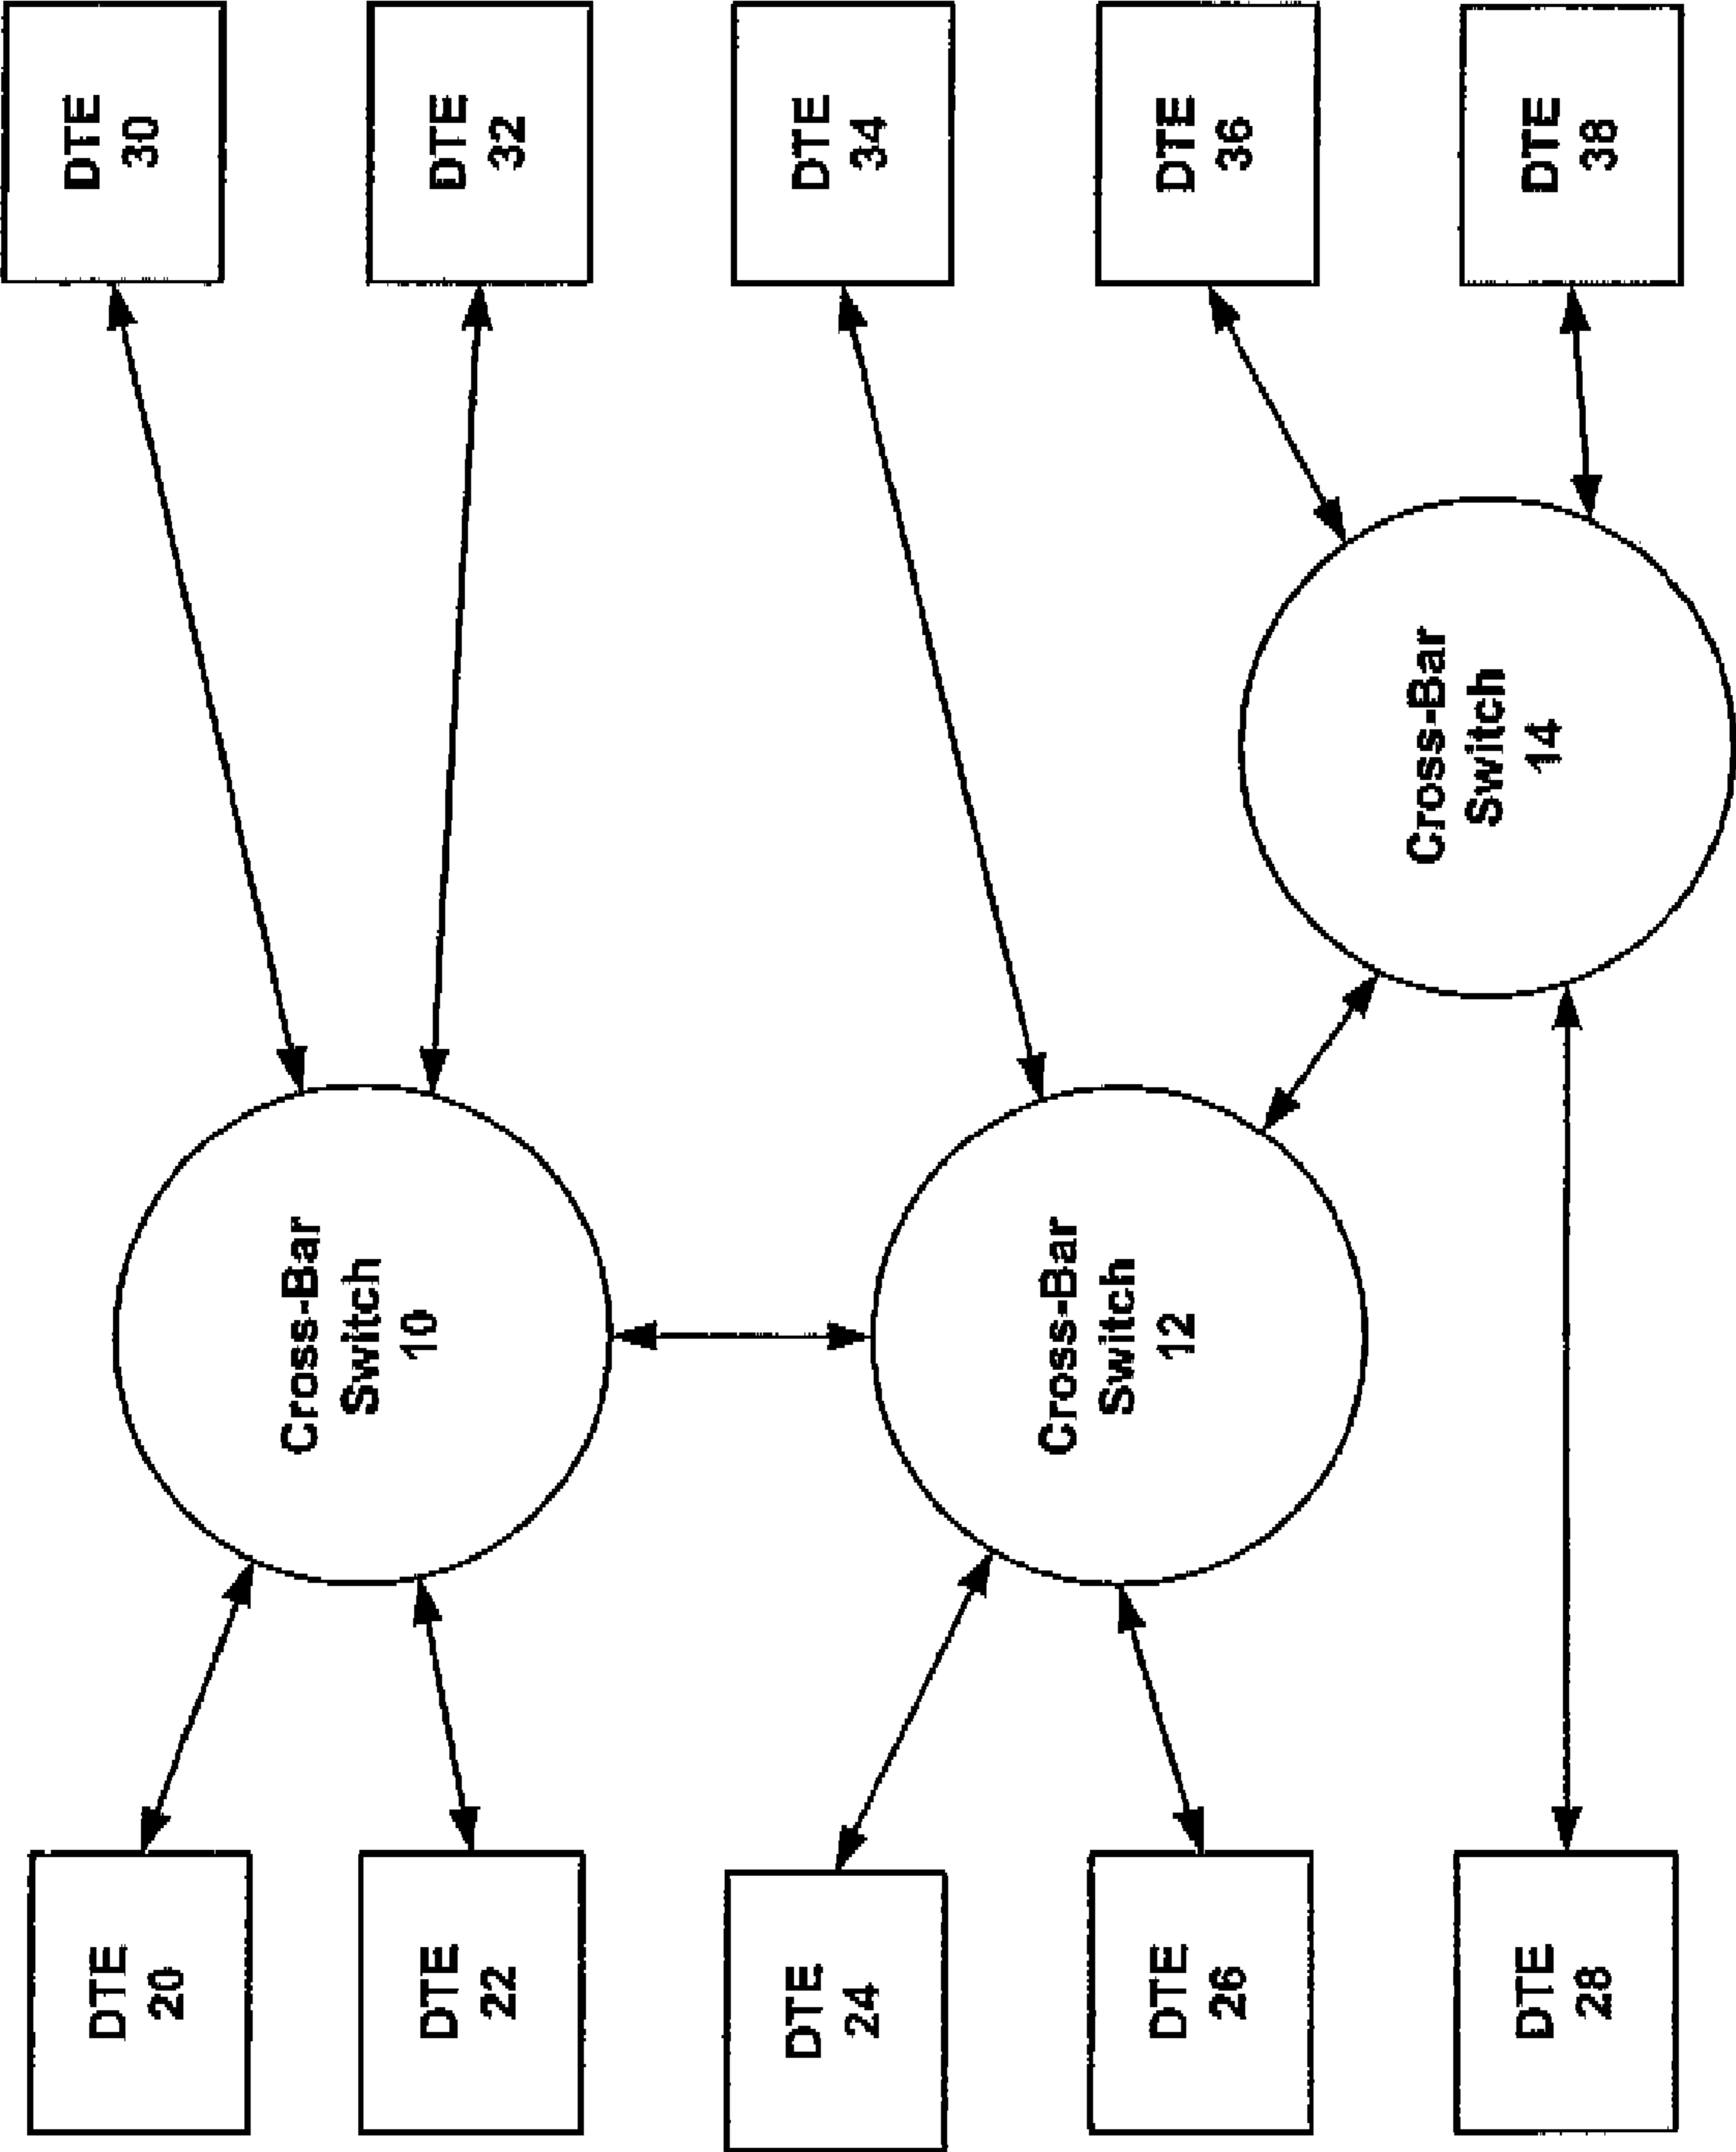 DTE
20
DTE
22
DTE
24
DTE
26
DTE
28
Cross-Bar
Switch
10
Cross-Bar
Switch
12
Cross-Bar
Switch
14
DTE
30
DTE
32
DTE
34
DTE
36
DTE
38